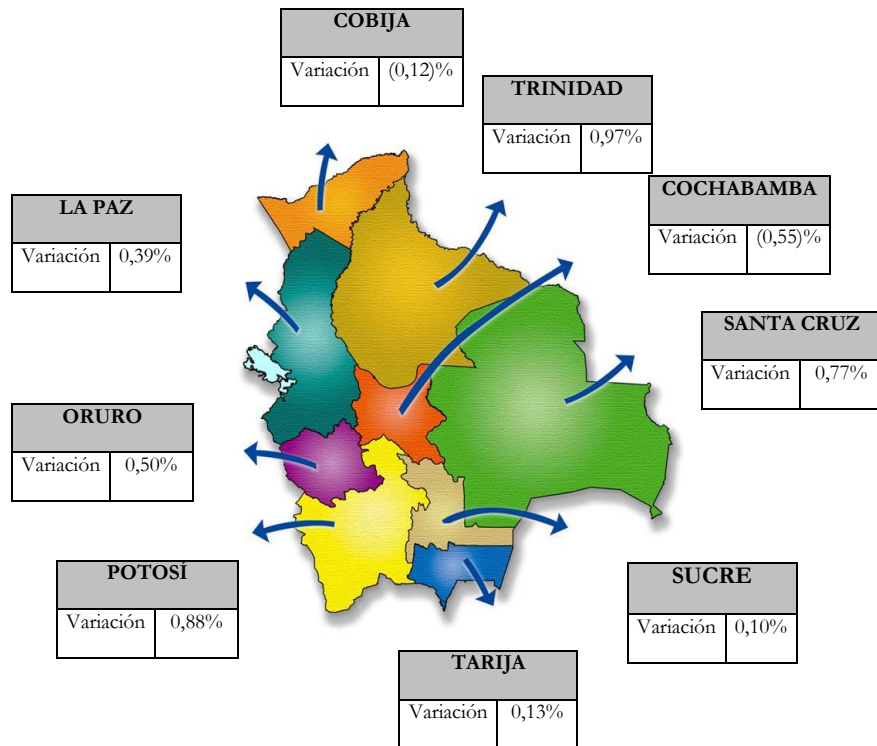 COBIJA
Variación (0,12)%
TRINIDAD
Variación 0,97%
COCHABAMBA
Variación (0,55)%
LA PAZ
Variación 0,39%
SANTA CRUZ
Variación 0,77%
ORURO
Variación 0,50%
POTOSÍ
Variación 0,88%
SUCRE
Variación 0,10%
TARIJA
Variación 0,13%